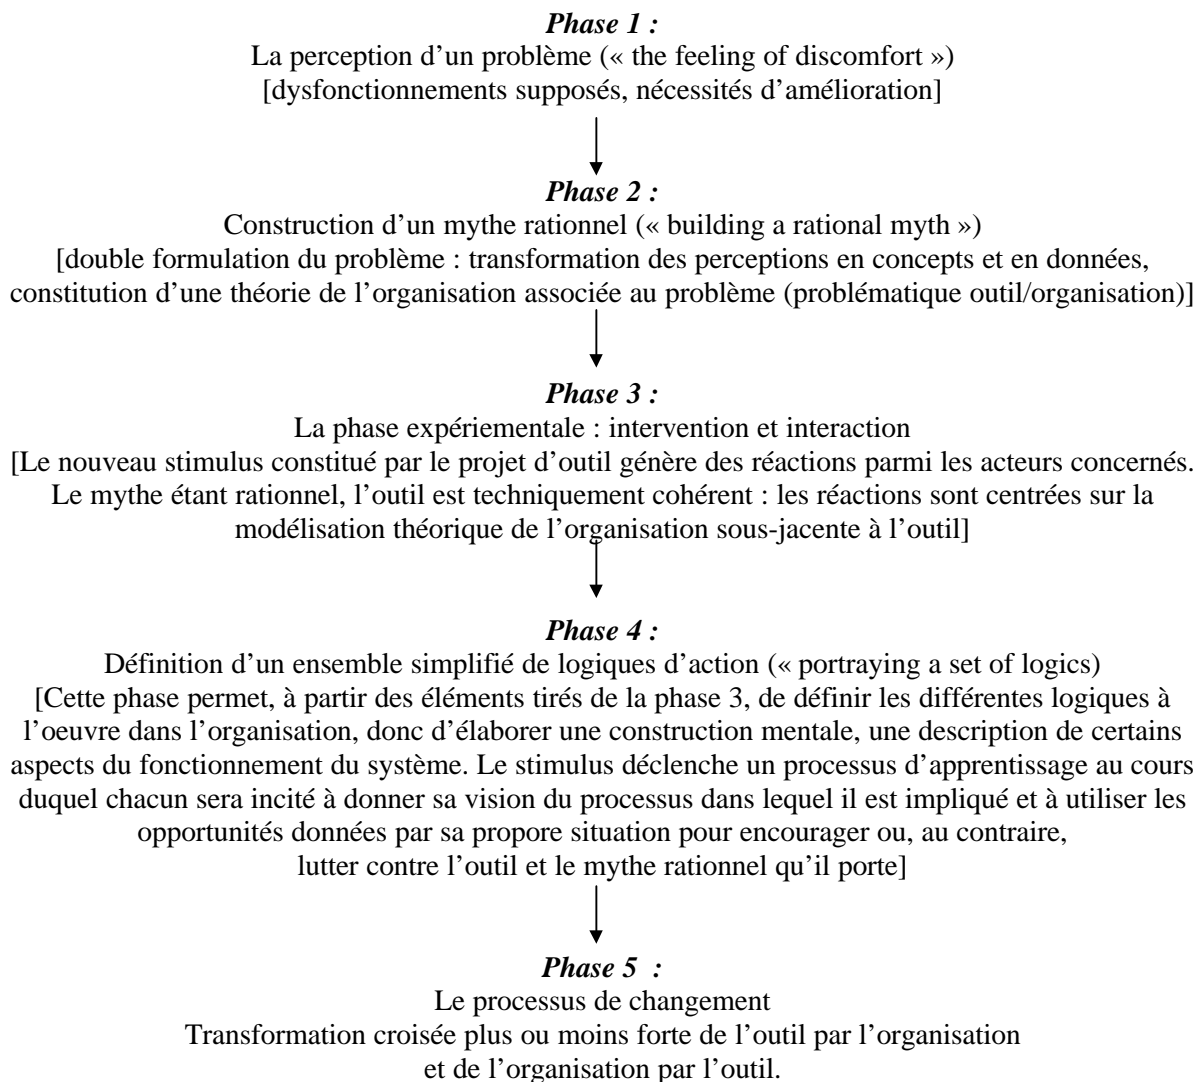 Phase 1 :
La perception d’un problème (« the feeling of discomfort »)
[dysfonctionnements supposés, nécessités d’amélioration]
Phase 2 :
Construction d’un mythe rationnel (« building a rational myth »)
[double formulation du problème : transformation des perceptions en concepts et en données,
constitution d’une théorie de l’organisation associée au problème (problématique outil/organisation)]
Phase 3 :
La phase expériementale : intervention et interaction
[Le nouveau stimulus constitué par le projet d’outil génère des réactions parmi les acteurs concernés.
Le mythe étant rationnel, l’outil est techniquement cohérent : les réactions sont centrées sur la
modélisation théorique de l’organisation sous-jacente à l’outil]
Phase 4 :
Définition d’un ensemble simplifié de logiques d’action (« portraying a set of logics)
[Cette phase permet, à partir des éléments tirés de la phase 3, de définir les différentes logiques à
l’oeuvre dans l’organisation, donc d’élaborer une construction mentale, une description de certains
aspects du fonctionnement du système. Le stimulus déclenche un processus d’apprentissage au cours
duquel chacun sera incité à donner sa vision du processus dans lequel il est impliqué et à utiliser les
opportunités données par sa propore situation pour encourager ou, au contraire,
lutter contre l’outil et le mythe rationnel qu’il porte]
Phase 5 :
Le processus de changement
Transformation croisée plus ou moins forte de l’outil par l’organisation
et de l’organisation par l’outil.